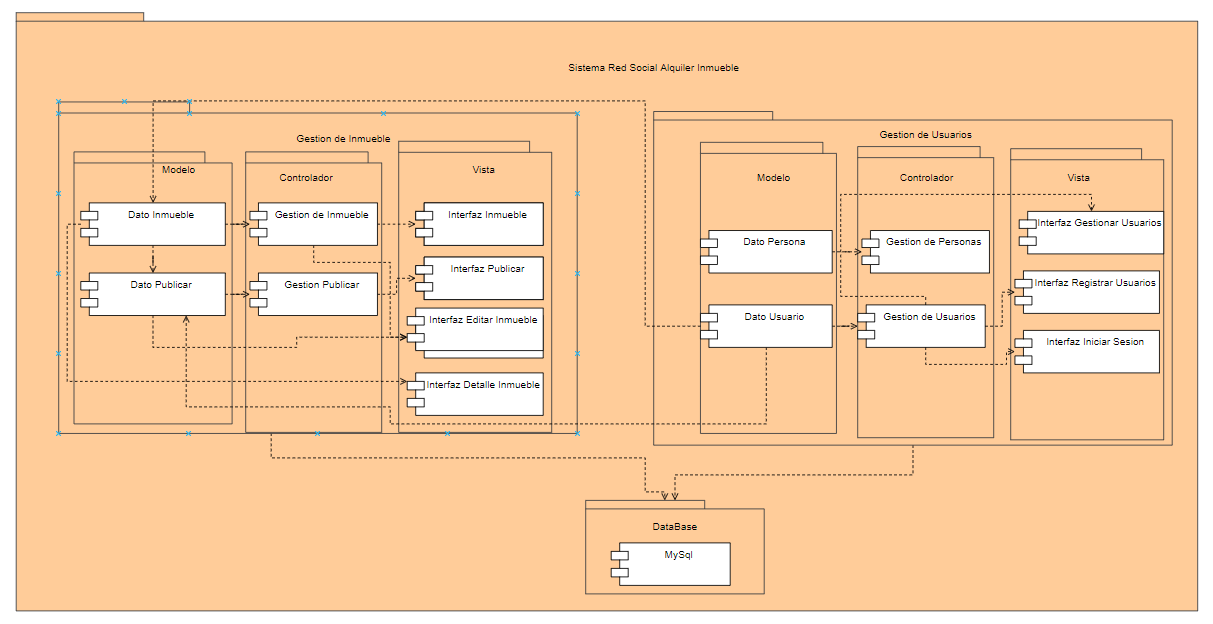 Sistema Red Social Alquiler Inmueble
Gestion de Inmueble
Modelo
Dato Inmueble
Dato Publicar
Controlador
Gestion de Inmueble
Gestion Publicar
Vista
Interfaz Inmueble
Interfaz Publicar
Interfaz Editar Inmueble
Interfaz Detalle Inmueble
Gestion de Usuarios
Modelo
Dato Persona
Dato Usuario
Controlador
Gestion de Personas
Gestion de Usuarios
Vista
Interfaz Gestionar Usuarios
Interfaz Registrar Usuarios
Interfaz Iniciar Sesion
DataBase
MySql